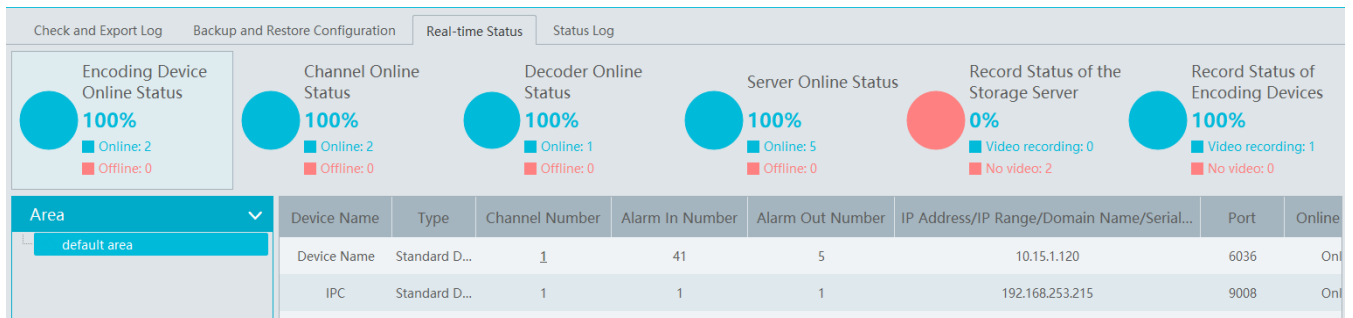 Check and Export Log Backup and Restore Configuration Real-time Status Status Log
Encoding Device
Online Status
100%
Online: 2
Offline: 0
Channel Online
Status
100%
Online: 2
Offline: 0
Decoder Online
Status
100%
Online: 1
Offline: 0
Server Online Status
100%
Online: 5
Offline: 0
Record Status of the
Storage Server
0%
Video recording: 0
No video: 2
Record Status of
Encoding Devices
100%
Video recording: 1
No video: 0
Area
default area
Device Name Type Channel Number Alarm In Number Alarm Out Number IP Address/IP Range/Domain Name/Serial... Port Online
Device Name Standard D... 1 41 5 10.15.1.120 6036 Onl
IPC Standard D... 1 1 1 192.168.253.215 9008 Onl